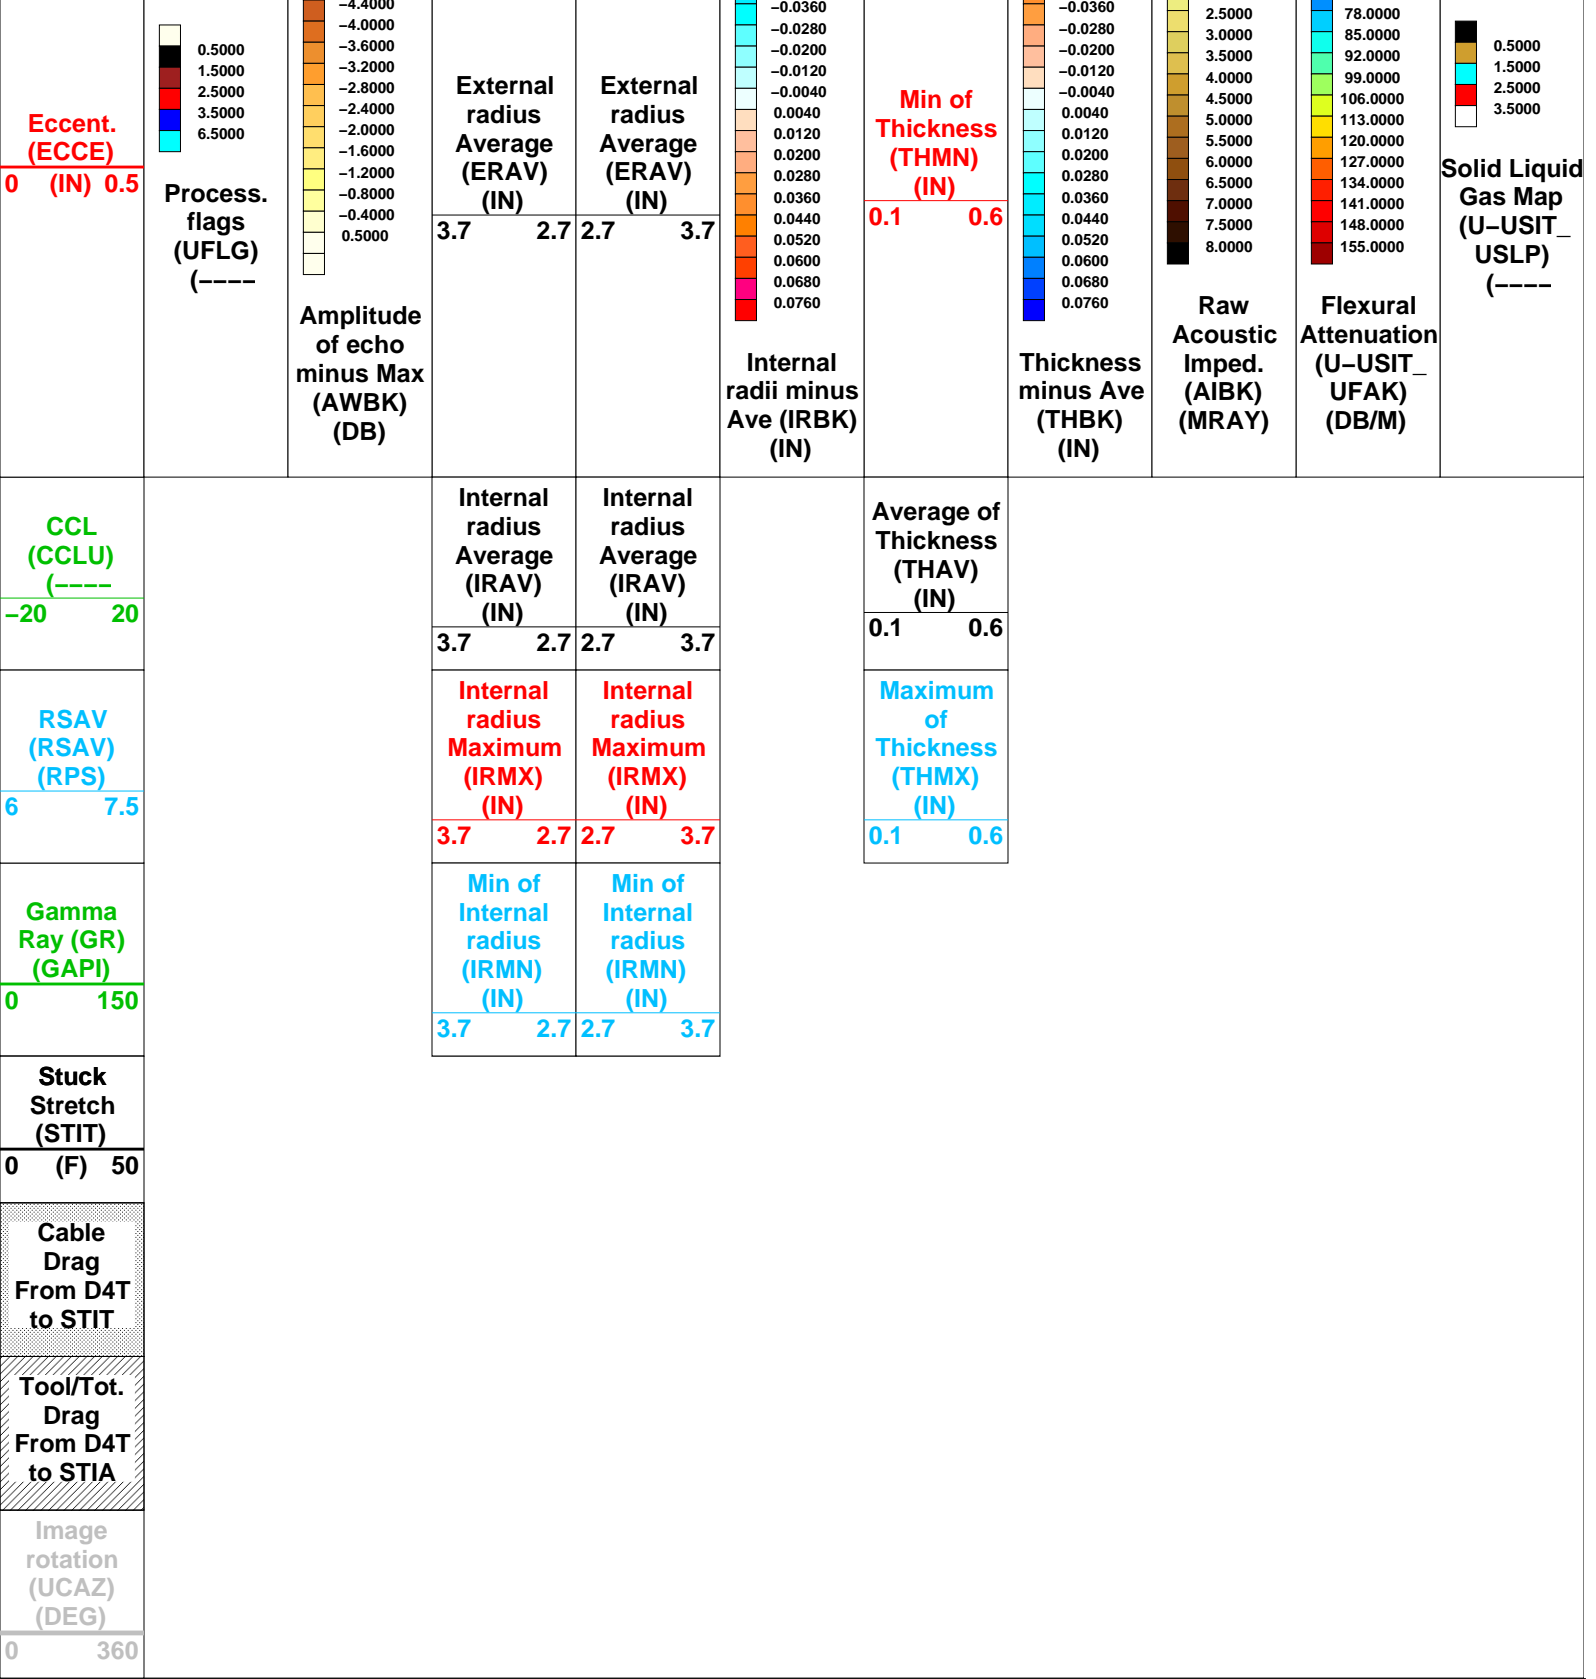 Eccent.
(ECCE)
0 (IN) 0.5
0.5000
1.5000
2.5000
3.5000
6.5000
Process.
flags
(UFLG)
(––––
–4.4000
–4.0000
–3.6000
–3.2000
–2.8000
–2.4000
–2.0000
–1.6000
–1.2000
–0.8000
–0.4000
0.5000
Amplitude
of echo
minus Max
(AWBK)
(DB)
External
radius
Average
(ERAV)
(IN)
3.7 2.7
External
radius
Average
(ERAV)
(IN)
2.7 3.7
–0.0360
–0.0280
–0.0200
–0.0120
–0.0040
0.0040
0.0120
0.0200
0.0280
0.0360
0.0440
0.0520
0.0600
0.0680
0.0760
Internal
radii minus
Ave (IRBK)
(IN)
Min of
Thickness
(THMN)
(IN)
0.1 0.6
–0.0360
–0.0280
–0.0200
–0.0120
–0.0040
0.0040
0.0120
0.0200
0.0280
0.0360
0.0440
0.0520
0.0600
0.0680
0.0760
Thickness
minus Ave
(THBK)
(IN)
2.5000
3.0000
3.5000
4.0000
4.5000
5.0000
5.5000
6.0000
6.5000
7.0000
7.5000
8.0000
Raw
Acoustic
Imped.
(AIBK)
(MRAY)
78.0000
85.0000
92.0000
99.0000
106.0000
113.0000
120.0000
127.0000
134.0000
141.0000
148.0000
155.0000
Flexural
Attenuation
(U–USIT_
UFAK)
(DB/M)
0.5000
1.5000
2.5000
3.5000
Solid Liquid
Gas Map
(U–USIT_
USLP)
(––––
CCL
(CCLU)
(––––
–20 20
Internal
radius
Average
(IRAV)
(IN)
3.7 2.7
Internal
radius
Average
(IRAV)
(IN)
2.7 3.7
Average of
Thickness
(THAV)
(IN)
0.1 0.6
RSAV
(RSAV)
(RPS)
6 7.5
Internal
radius
Maximum
(IRMX)
(IN)
3.7 2.7
Internal
radius
Maximum
(IRMX)
(IN)
2.7 3.7
Maximum
of
Thickness
(THMX)
(IN)
0.1 0.6
Gamma
Ray (GR)
(GAPI)
0 150
Min of
Internal
radius
(IRMN)
(IN)
3.7 2.7
Min of
Internal
radius
(IRMN)
(IN)
2.7 3.7
Stuck
Stretch
(STIT)
0 (F) 50
Cable
Drag
From D4T
to STIT
Tool/Tot.
Drag
From D4T
to STIA
Image
rotation
(UCAZ)
(DEG)
0 360